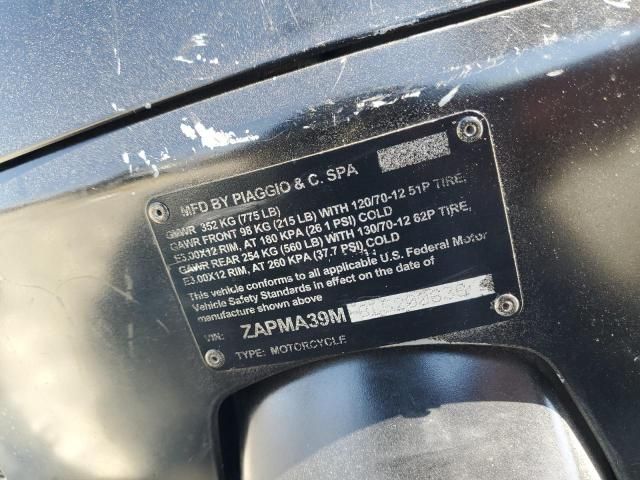 MFD BY PIAGGIO & C. SPA
GVWR 352 KG (775 LB)
GAWR FRONT 98 KG (215 LB) WITH 120/70-12 51P TIRE,
E3.00X12 RIM, AT 180 KPA (26.1 PSI) COLD
GAWR REAR 254 KG (560 LB) WITH 130/70-12 62P TIRE,
E3.00X12 RIM, AT 260 KPA (37.7 PSI) COLD
This vehicle conforms to all applicable U.S. Federal Motor
Vehicle Safety Standards in effect on the date of
manufacture shown above
VIN: ZAPMA39M
TYPE: MOTORCYCLE